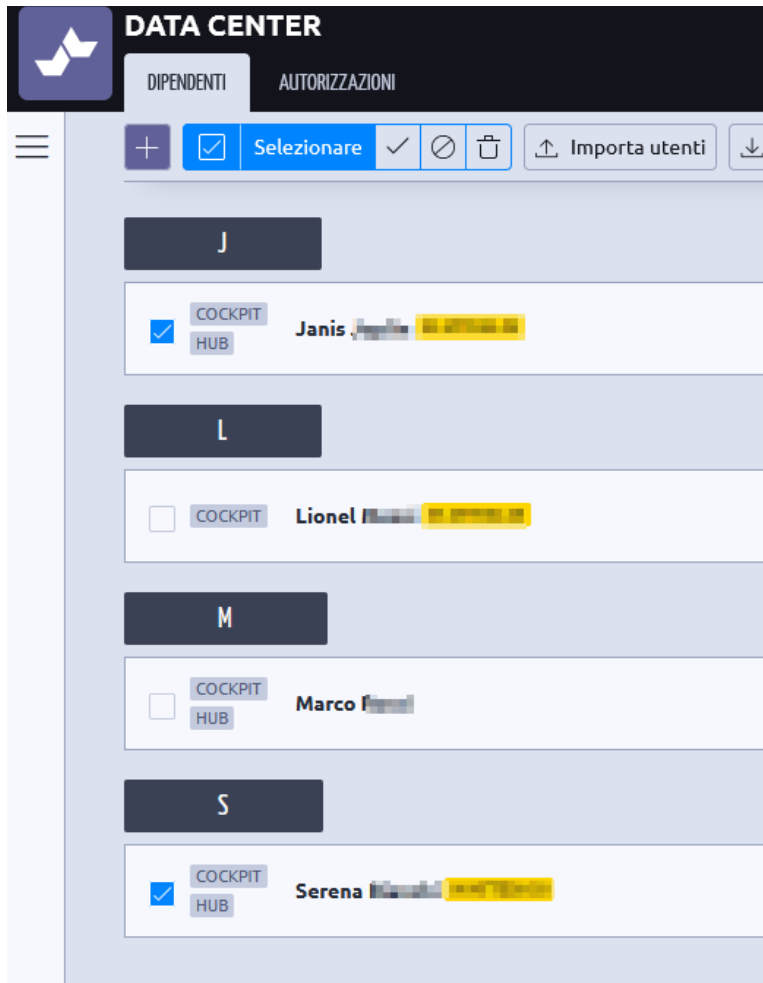 DATA CENTER
DIPENDENTI AUTORIZZAZIONI
Selezionare Importa utenti
J
COCKPIT
HUB
Janis
L
COCKPIT Lionel
M
COCKPIT
HUB
Marco
S
COCKPIT
HUB
Serena